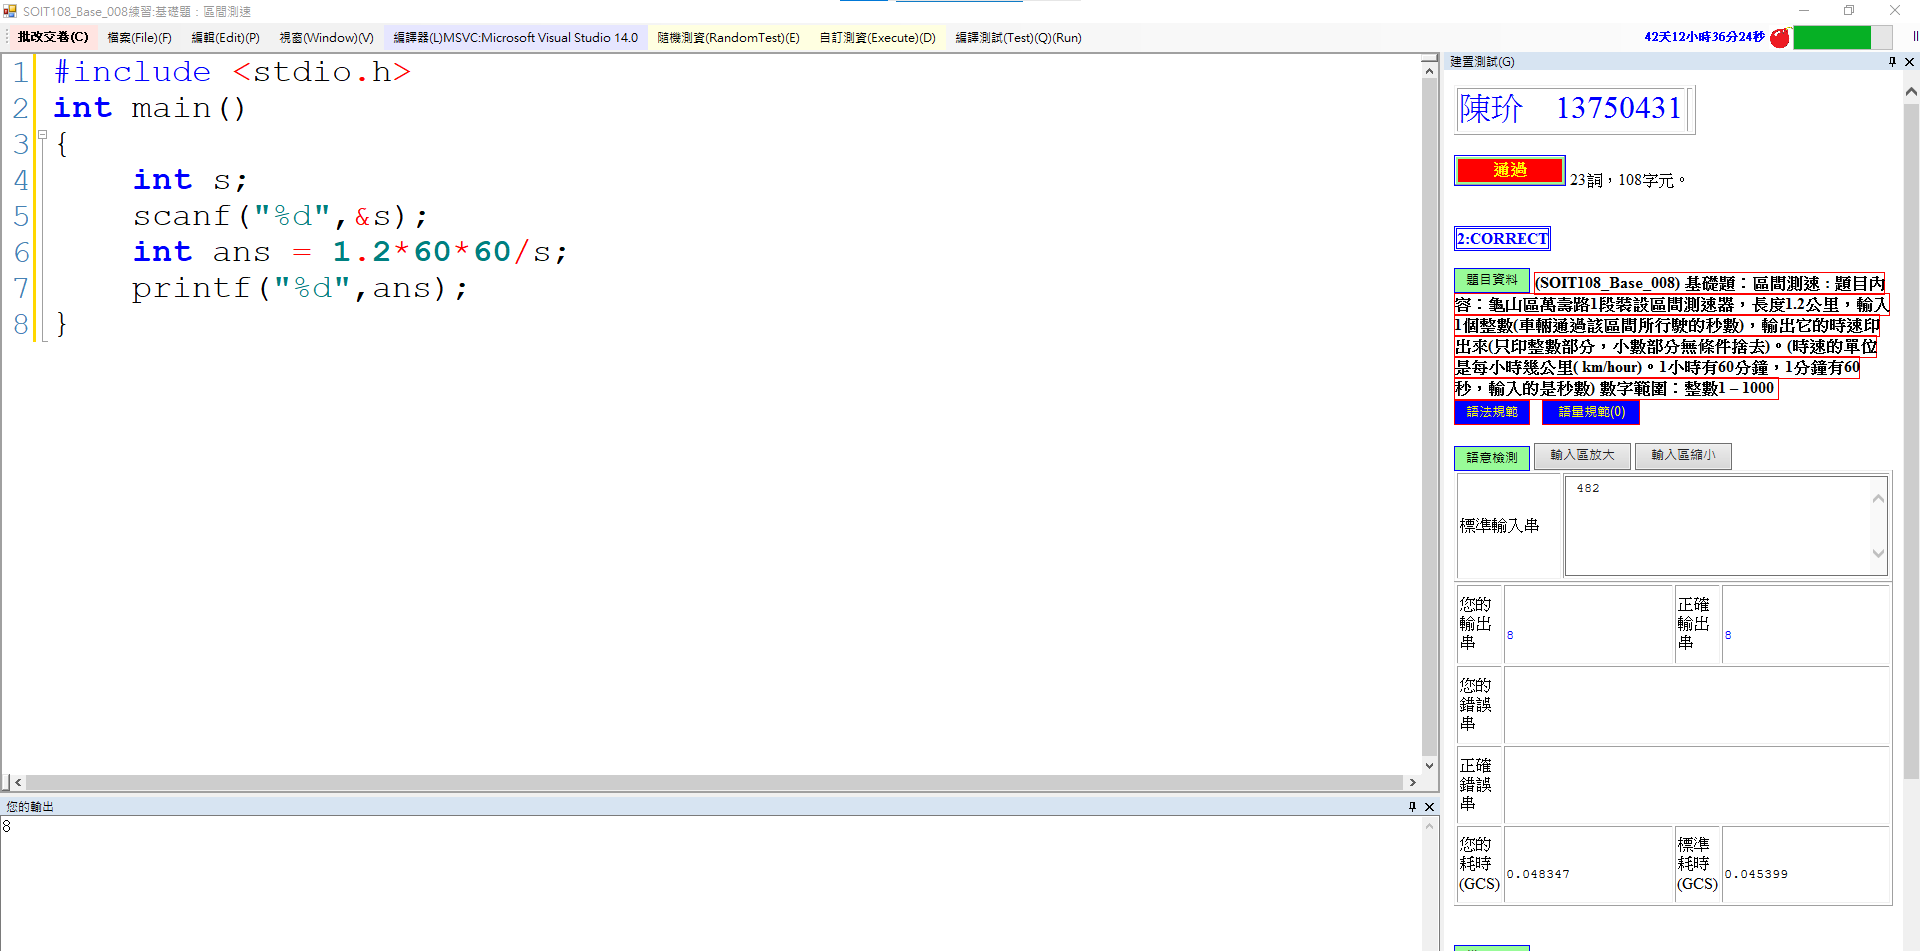 SOIT108_Base_008練習:基礎題：區間測速
批改交卷(C) 檔案(File)(F) 編輯(Edit)(P) 視窗(Window)(V) 編譯器(L)MSVC:Microsoft Visual Studio 14.0 隨機測資(RandomTest)(E) 自訂測資(Execute)(D) 編譯測試(Test)(Q)(Run) 42天12小時36分24秒
1 #include <stdio.h>
2 int main()
3 {
4 int s;
5 scanf("%d",&s);
6 int ans = 1.2*60*60/s;
7 printf("%d",ans);
8 }
您的輸出
8
建置測試(G)
陳玠 13750431
通過 23詞，108字元。
2:CORRECT
題目資料 (SOIT108_Base_008) 基礎題：區間測速：題目內
容：龜山區萬壽路1段裝設區間測速器，長度1.2公里，輸入
1個整數(車輛通過該區間所行駛的秒數)，輸出它的時速印
出來(只印整數部分，小數部分無條件捨去)。(時速的單位
是每小時幾公里( km/hour)。1小時有60分鐘，1分鐘有60
秒，輸入的是秒數) 數字範圍：整數1 – 1000
語法規範 語量規範(0)
語意檢測 輸入區放大 輸入區縮小
標準輸入串 482
您的
輸出
串
8
正確
輸出
串
8
您的
錯誤
串
正確
錯誤
串
您的
耗時
(GCS)
0.048347
標準
耗時
(GCS)
0.045399